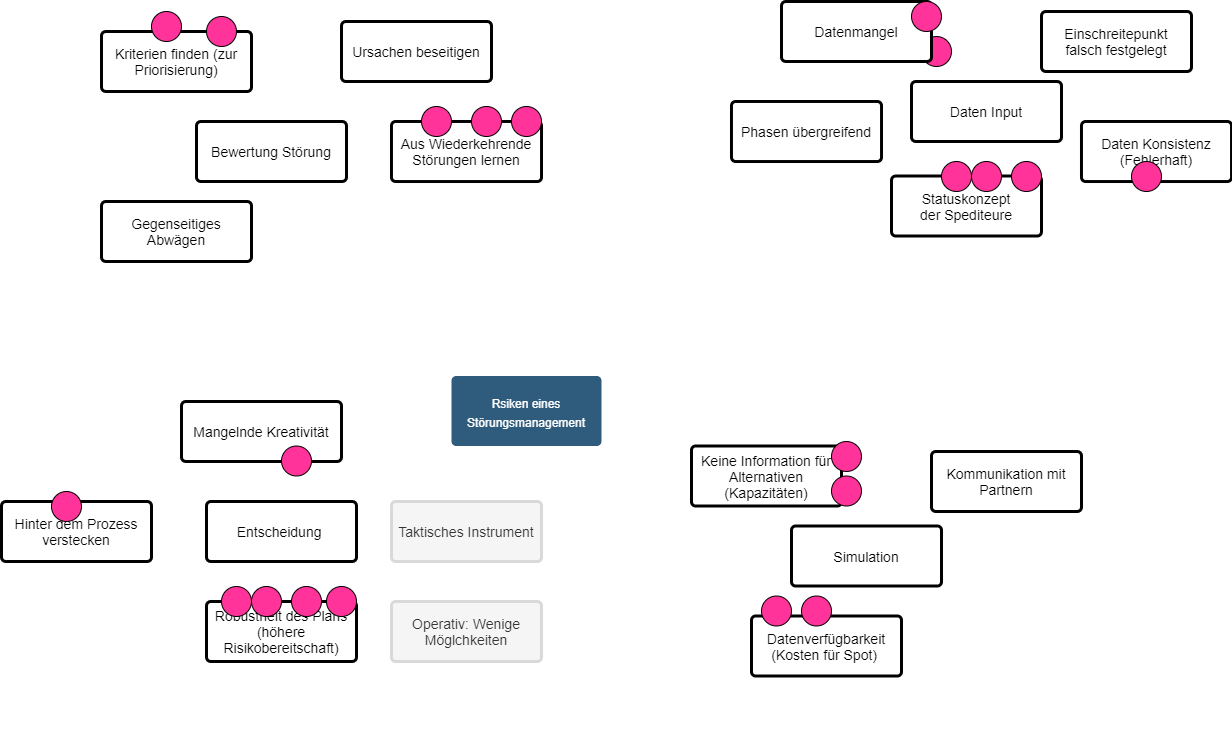 Kriterien finden (zur
Priorisierung)
Ursachen beseitigen
Bewertung Störung
Aus Wiederkehrende
Störungen lernen
Gegenseitiges
Abwägen
Datenmangel
Einschreitepunkt
falsch festgelegt
Daten Input
Phasen übergreifend
Daten Konsistenz
(Fehlerhaft)
Statuskonzept
der Spediteure
Rsiken eines
Störungsmanagement
Mangelnde Kreativität
Hinter dem Prozess
verstecken
Entscheidung
Taktisches Instrument
Robustheit des Plans
(höhere
Risikobereitschaft)
Operativ: Wenige
Möglchkeiten
Keine Information für
Alternativen
(Kapazitäten)
Kommunikation mit
Partnern
Simulation
Datenverfügbarkeit
(Kosten für Spot)